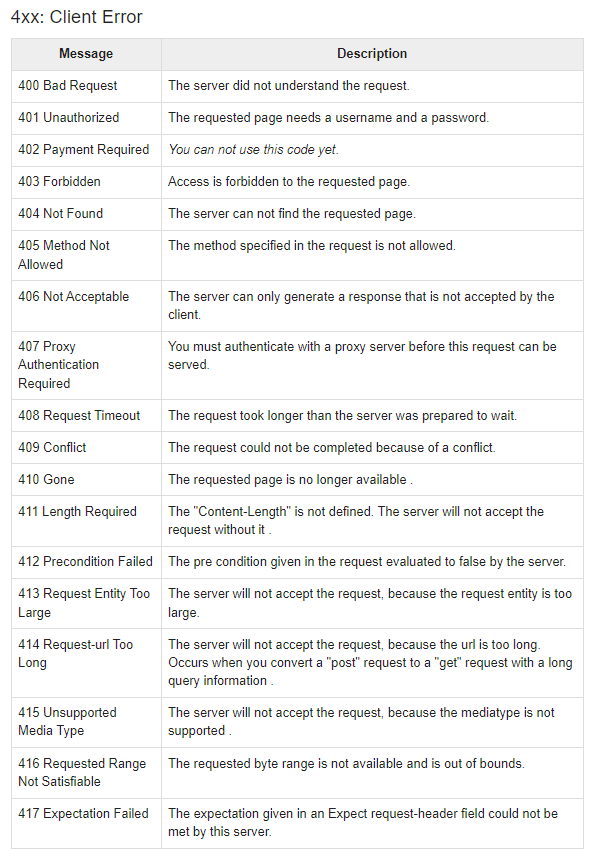 4xx: Client Error
Message Description
400 Bad Request The server did not understand the request.
401 Unauthorized The requested page needs a username and a password.
402 Payment Required You can not use this code yet.
403 Forbidden Access is forbidden to the requested page.
404 Not Found The server can not find the requested page.
405 Method Not The method specified in the request is not allowed.
Allowed
406 Not Acceptable The server can only generate a response that is not accepted by the
client.
407 Proxy You must authenticate with a proxy server before this request can be
Authentication served.
Required
408 Request Timeout The request took longer than the server was prepared to wait.
409 Conflict The request could not be completed because of a conflict.
410 Gone The requested page is no longer available .
411 Length Required The "Content-Length" is not defined. The server will not accept the
request without it .
412 Precondition Failed The pre condition given in the request evaluated to false by the server.
413 Request Entity Too The server will not accept the request, because the request entity is too
Large large.
414 Request-url Too The server will not accept the request, because the url is too long.
Long Occurs when you convert a "post" request to a "get" request with a long
query information .
415 Unsupported The server will not accept the request, because the mediatype is not
Media Type supported .
416 Requested Range The requested byte range is not available and is out of bounds.
Not Satisfiable
417 Expectation Failed The expectation given in an Expect request-header field could not be
met by this server.